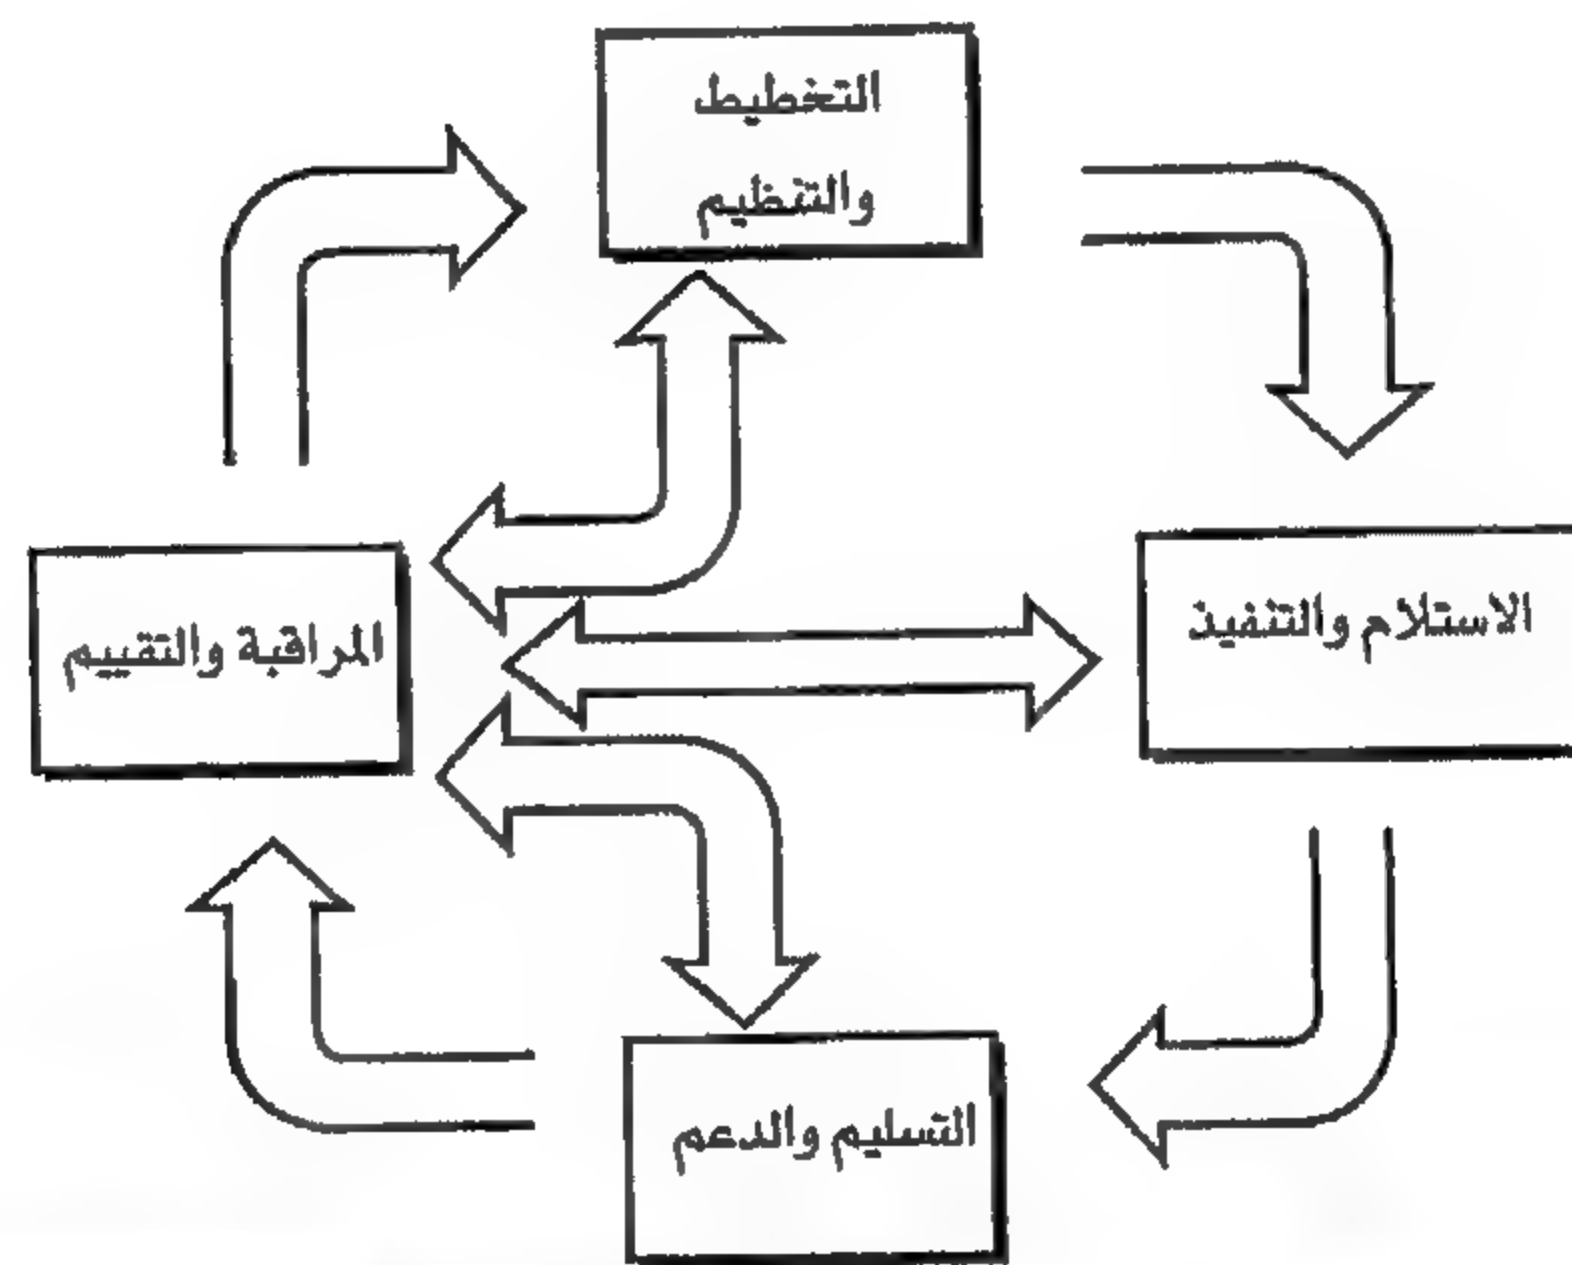 التخطيط
والتنظيم
الاستلام والتنفيذ
المراقبة والتقييم
التسليم والدعم